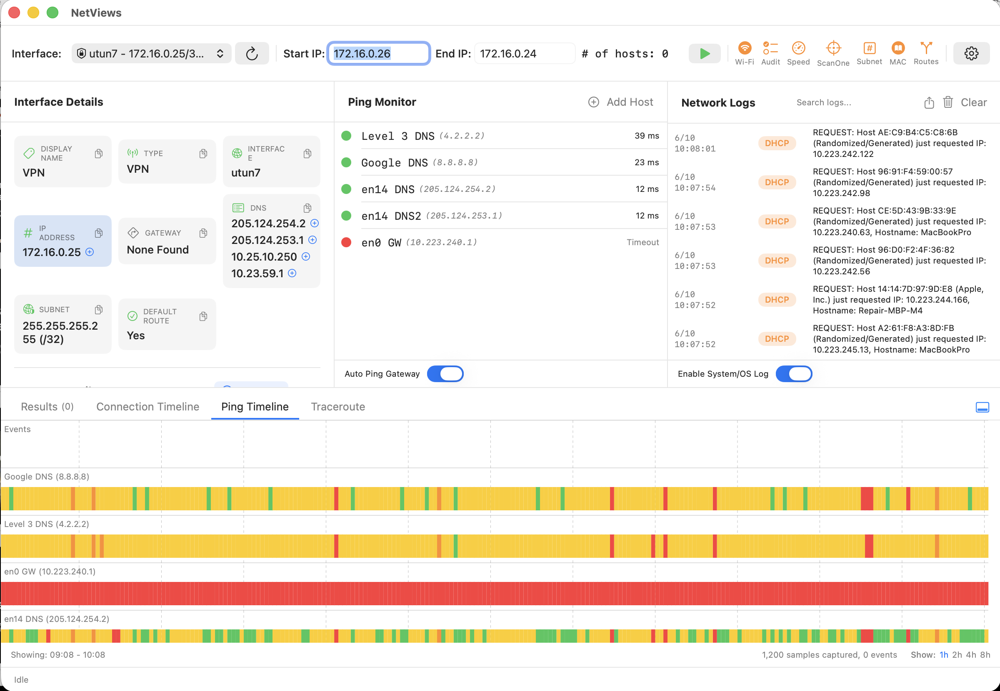 NetViews
Interface: utun7 - 172.16.0.25/3... Start IP: 172.16.0.26 End IP: 172.16.0.24 # of hosts: 0
Wi-Fi Audit Speed ScanOne Subnet MAC Routes
Interface Details
DISPLAY
NAME
VPN
TYPE
VPN
INTERFAC
E
utun7
IP
ADDRESS
172.16.0.25
GATEWAY
None Found
DNS
205.124.254.2
205.124.253.1
10.25.10.250
10.23.59.1
SUBNET
255.255.255.2
55 (/32)
DEFAULT
ROUTE
Yes
Ping Monitor Add Host
Level 3 DNS (4.2.2.2) 39 ms
Google DNS (8.8.8.8) 23 ms
en14 DNS (205.124.254.2) 12 ms
en14 DNS2 (205.124.253.1) 12 ms
en0 GW (10.223.240.1) Timeout
Auto Ping Gateway
Network Logs Search logs... Clear
6/10
10:08:01
DHCP
REQUEST: Host AE:C9:B4:C5:C8:6B
(Randomized/Generated) just requested IP:
10.223.242.122
6/10
10:07:54
DHCP
REQUEST: Host 96:91:F4:59:00:57
(Randomized/Generated) just requested IP:
10.223.242.98
6/10
10:07:53
DHCP
REQUEST: Host CE:5D:43:9B:33:9E
(Randomized/Generated) just requested IP:
10.223.240.63, Hostname: MacBookPro
6/10
10:07:53
DHCP
REQUEST: Host 96:D0:F2:4F:36:82
(Randomized/Generated) just requested IP:
10.223.242.56
6/10
10:07:52
DHCP
REQUEST: Host 14:14:7D:97:9D:E8 (Apple,
Inc.) just requested IP: 10.223.244.166,
Hostname: Repair-MBP-M4
6/10
10:07:52
DHCP
REQUEST: Host A2:61:F8:A3:8D:FB
(Randomized/Generated) just requested IP:
10.223.245.13, Hostname: MacBookPro
Enable System/OS Log
Results (0) Connection Timeline Ping Timeline Traceroute
Events
Google DNS (8.8.8.8)
Level 3 DNS (4.2.2.2)
en0 GW (10.223.240.1)
en14 DNS (205.124.254.2)
Showing: 09:08 - 10:08 1,200 samples captured, 0 events Show: 1h 2h 4h 8h
Idle